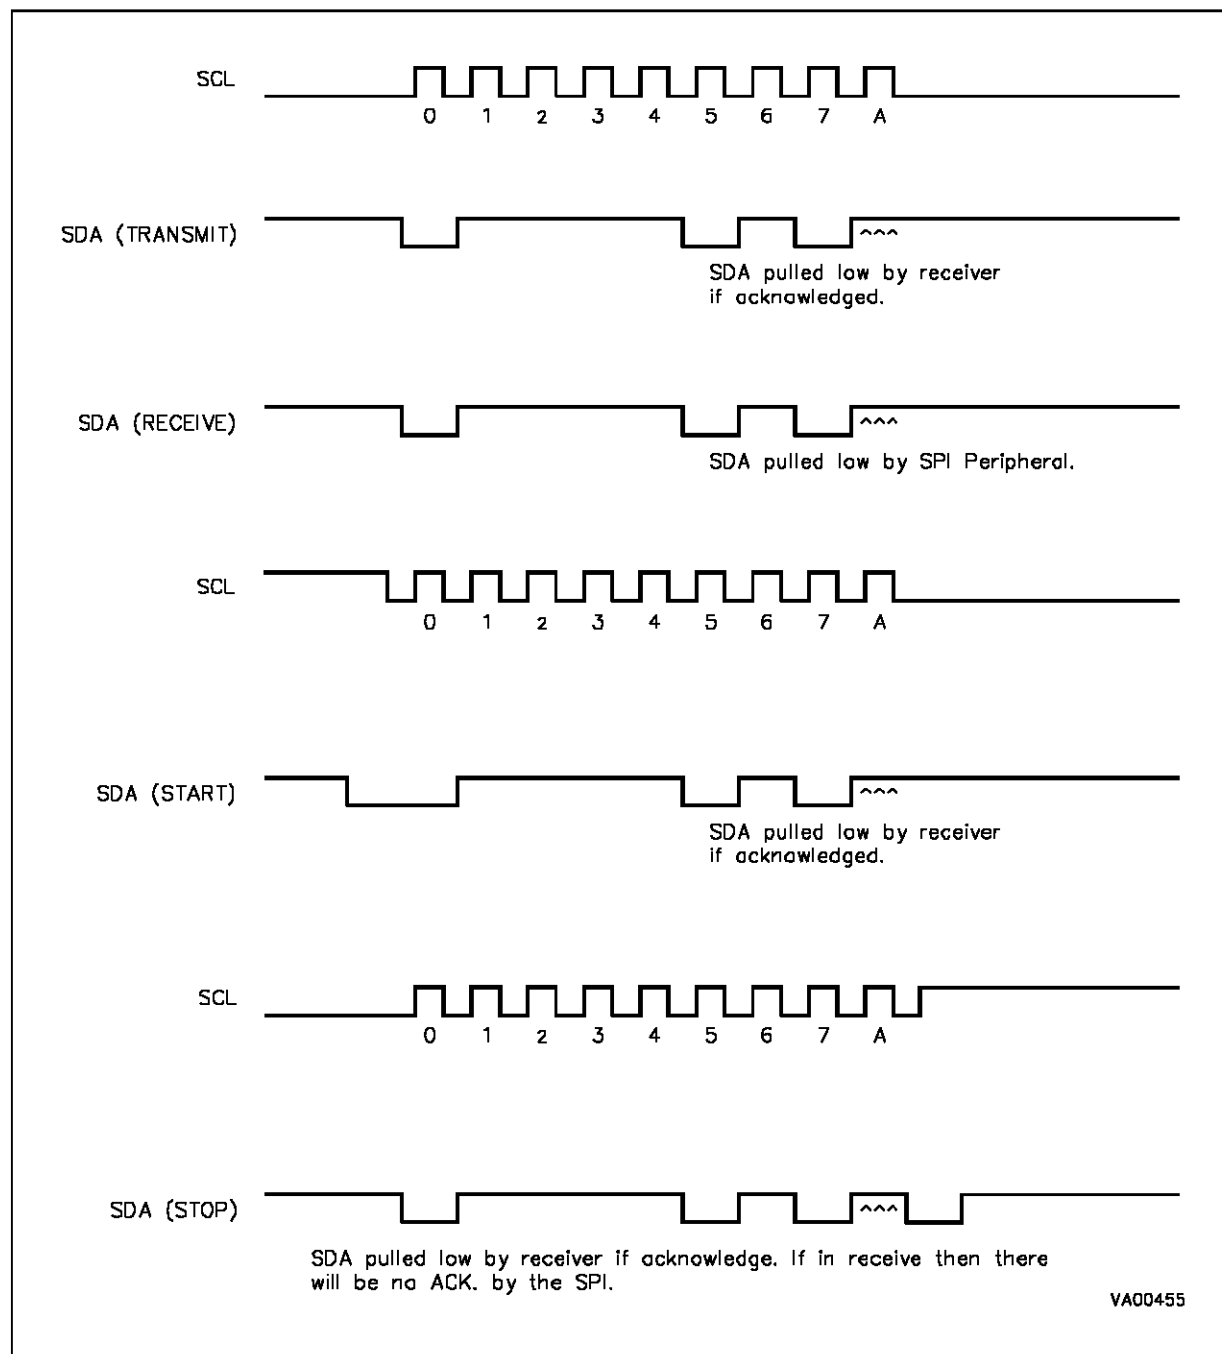 SCL
0 1 2 3 4 5 6 7 A
SDA (TRANSMIT)
^^^
SDA pulled low by receiver
if acknowledged.
SDA (RECEIVE)
^^^
SDA pulled low by SPI Peripheral.
SCL
0 1 2 3 4 5 6 7 A
SDA (START)
^^^
SDA pulled low by receiver
if acknowledged.
SCL
0 1 2 3 4 5 6 7 A
SDA (STOP)
^^^
SDA pulled low by receiver if acknowledge. If in receive then there
will be no ACK. by the SPI.
VA00455